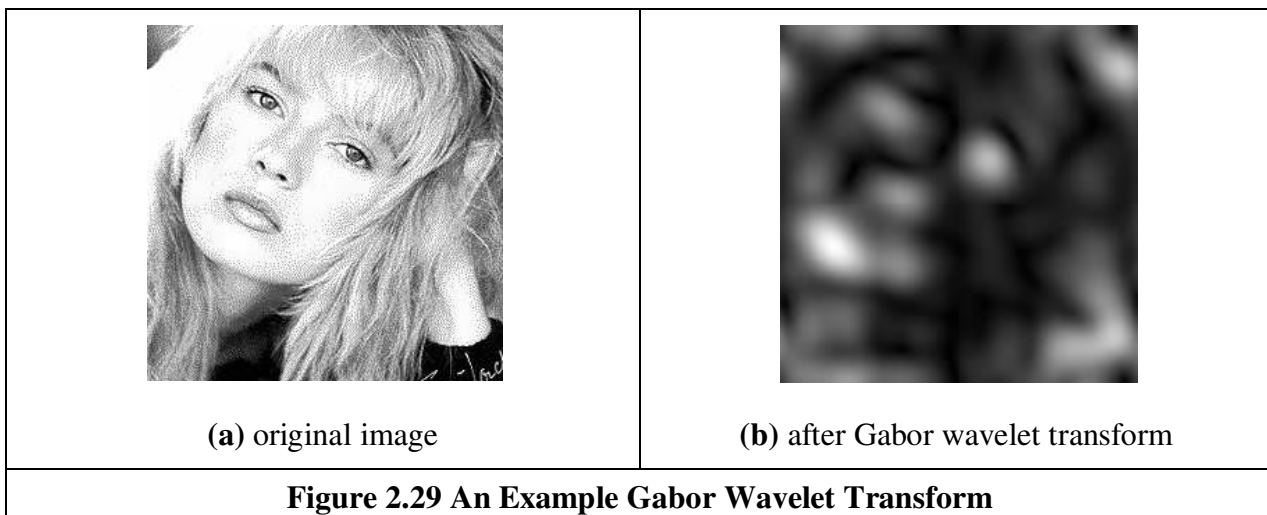 (a) original image
(b) after Gabor wavelet transform
Figure 2.29 An Example Gabor Wavelet Transform